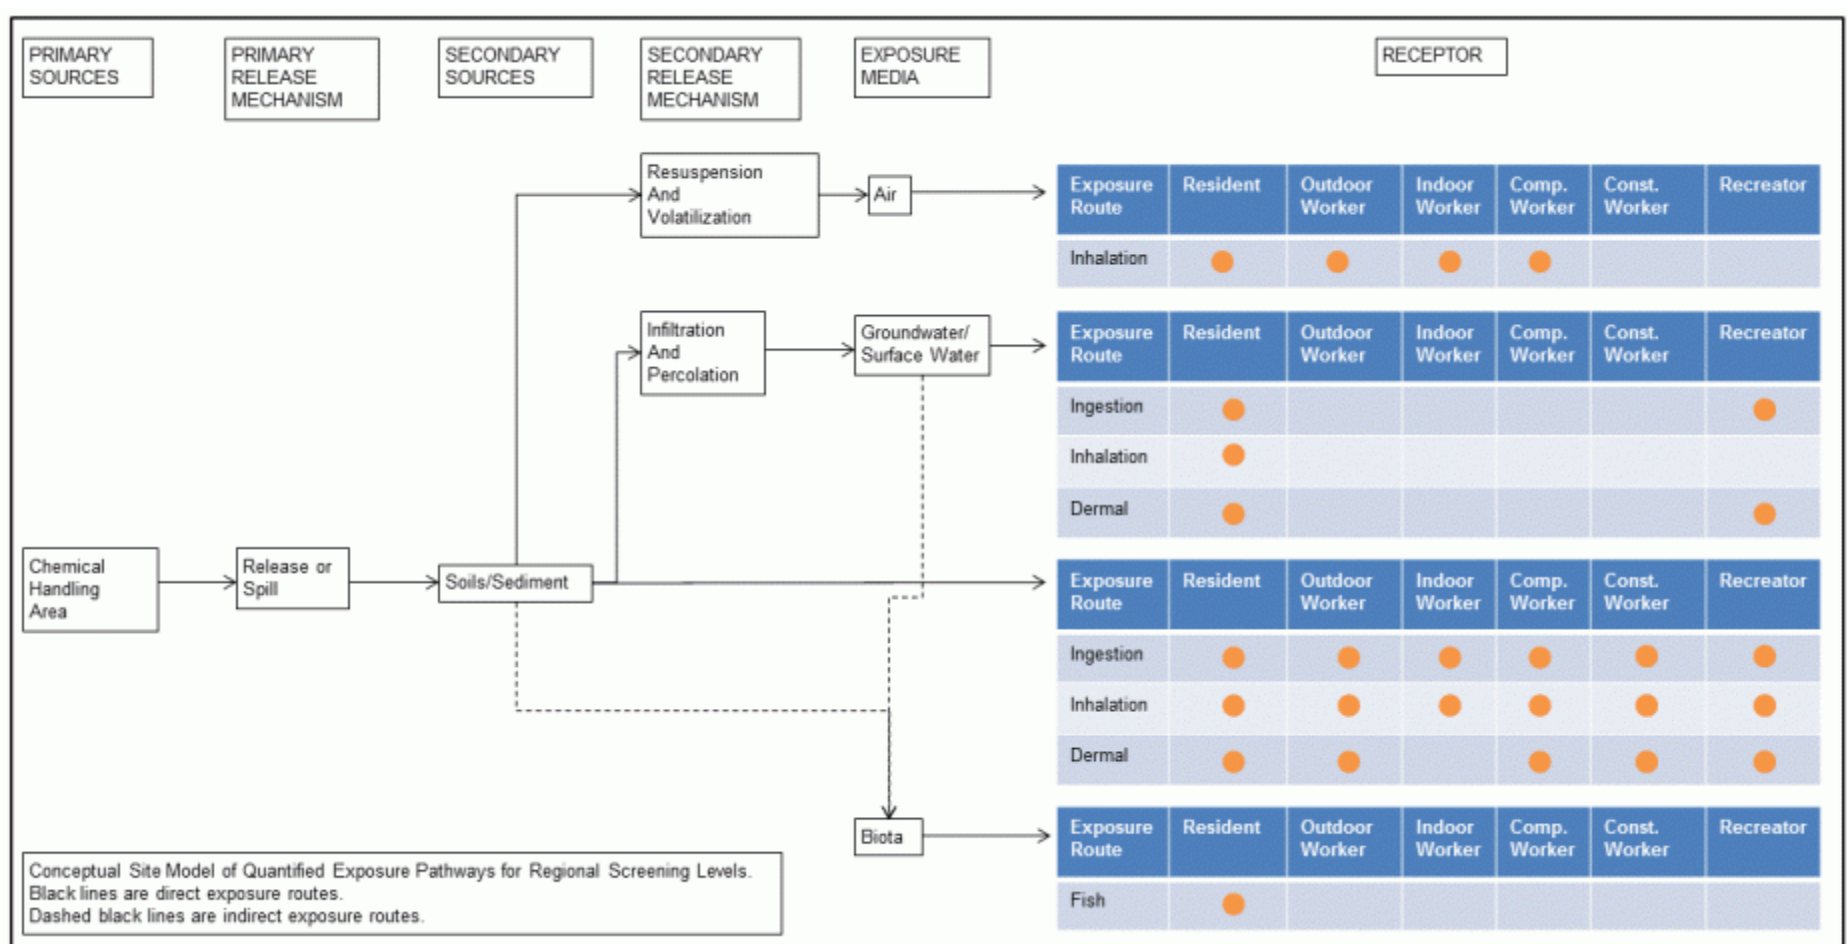 PRIMARY
SOURCES
PRIMARY
RELEASE
MECHANISM
SECONDARY
SOURCES
SECONDARY
RELEASE
MECHANISM
EXPOSURE
MEDIA
RECEPTOR
Resuspension
And
Volatilization
Air
Exposure
Route
Resident
Outdoor
Worker
Indoor
Worker
Comp.
Worker
Const.
Worker
Recreator
Inhalation
Infiltration
And
Percolation
Groundwater/
Surface Water
Exposure
Route
Resident
Outdoor
Worker
Indoor
Worker
Comp.
Worker
Const.
Worker
Recreator
Ingestion
Inhalation
Dermal
Chemical
Handling
Area
Release or
Spill
Soils/Sediment
Exposure
Route
Resident
Outdoor
Worker
Indoor
Worker
Comp.
Worker
Const.
Worker
Recreator
Ingestion
Inhalation
Dermal
Biota
Exposure
Route
Resident
Outdoor
Worker
Indoor
Worker
Comp.
Worker
Const.
Worker
Recreator
Fish
Conceptual Site Model of Quantified Exposure Pathways for Regional Screening Levels.
Black lines are direct exposure routes.
Dashed black lines are indirect exposure routes.